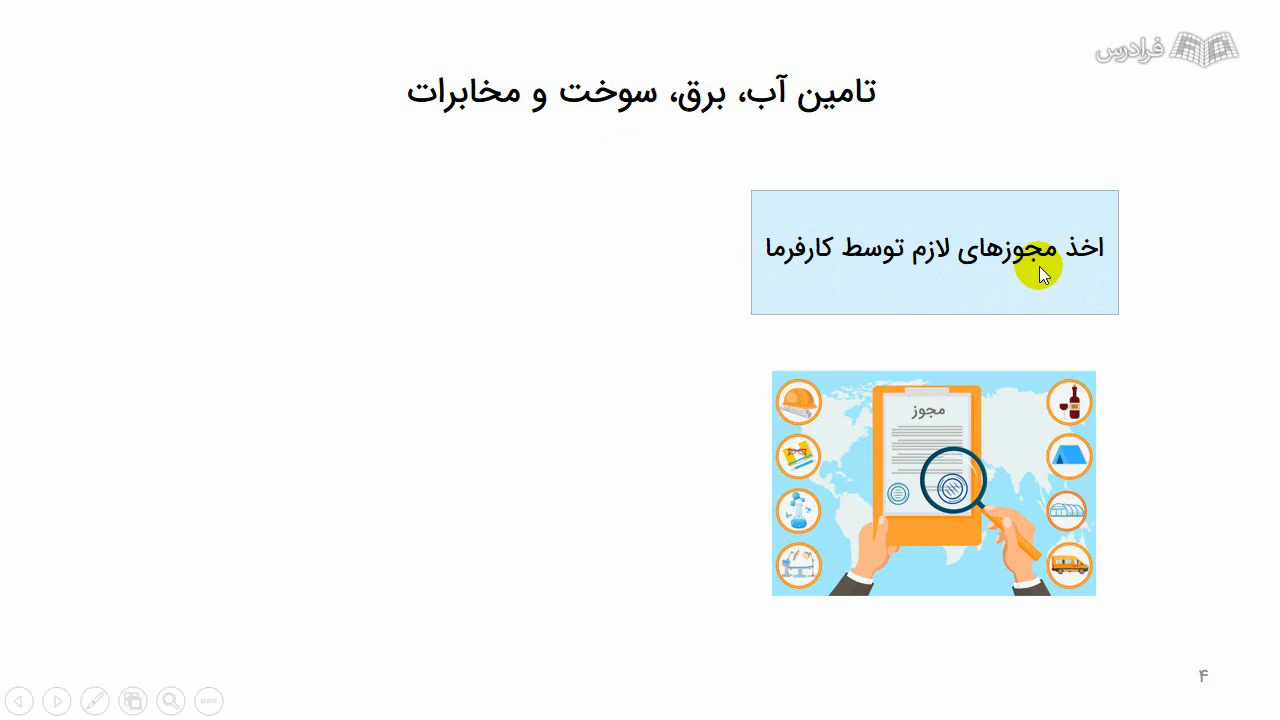 فرادرس
تامین آب، برق، سوخت و مخابرات
اخذ مجوزهای لازم توسط کارفرما
مجوز
۴